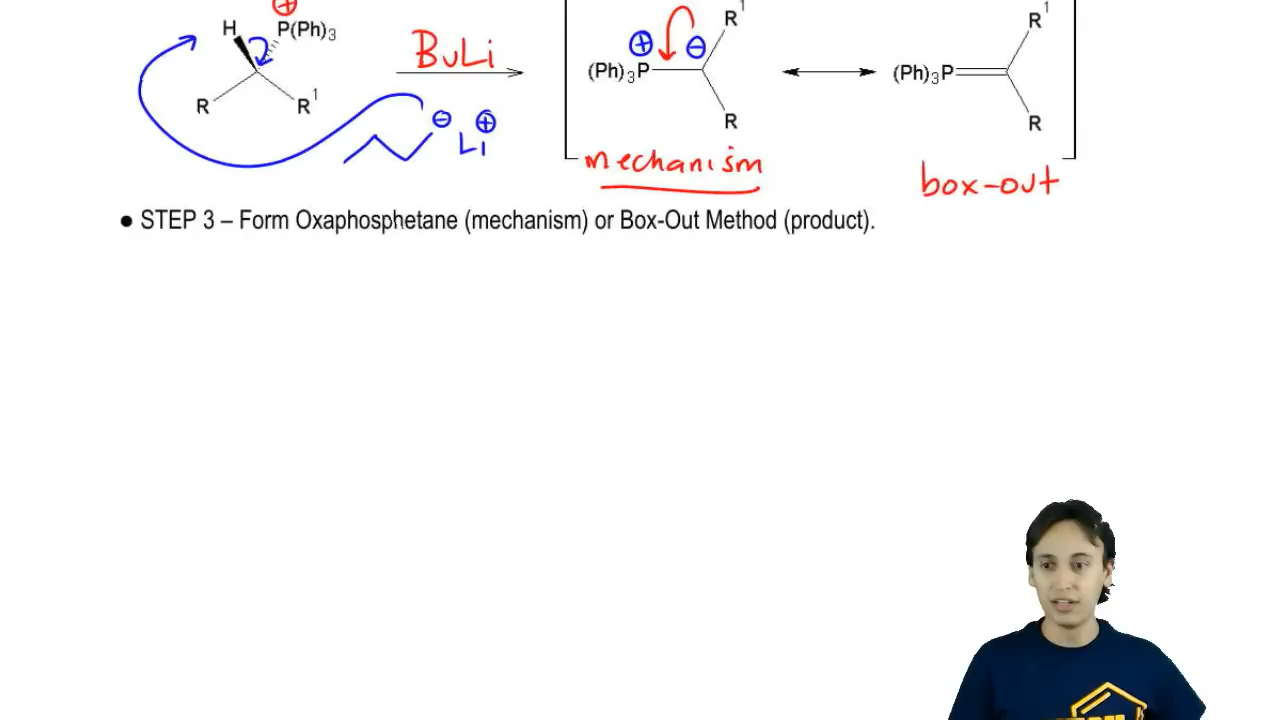 H P(Ph)3 ⊕
R R1
BuLi
⊖ Li ⊕
(Ph)3P ⊕ ⊖ R1
R
mechanism
(Ph)3P R1
R
box-out
● STEP 3 – Form Oxaphosphetane (mechanism) or Box-Out Method (product).